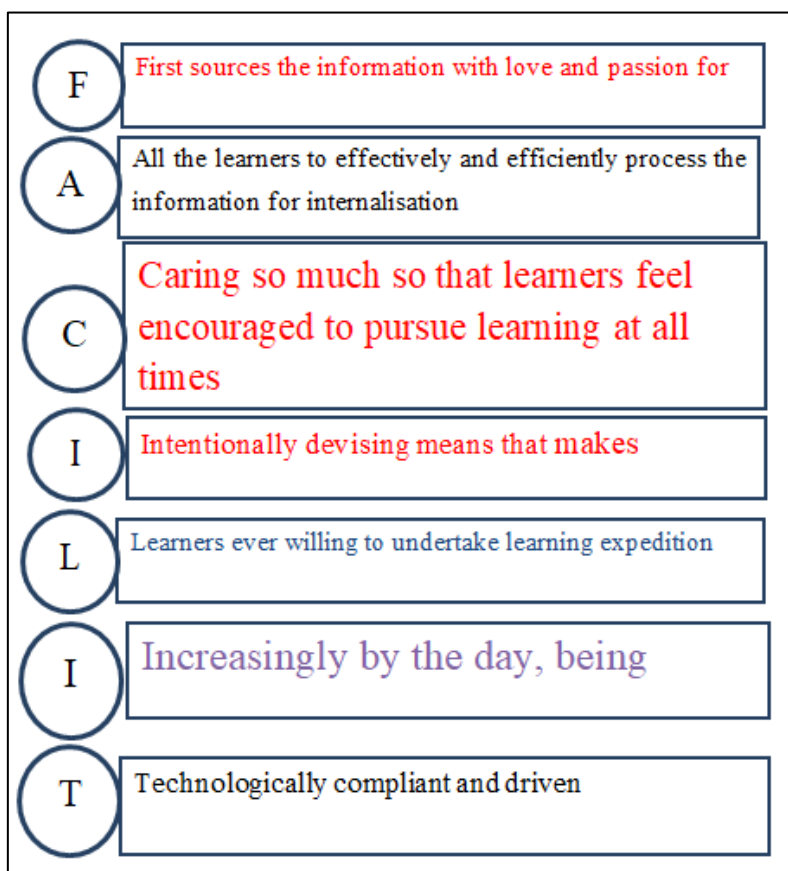 F
First sources the information with love and passion for
A
All the learners to effectively and efficiently process the
information for internalisation
C
Caring so much so that learners feel
encouraged to pursue learning at all
times
I
Intentionally devising means that makes
L
Learners ever willing to undertake learning expedition
I
Increasingly by the day, being
T
Technologically compliant and driven